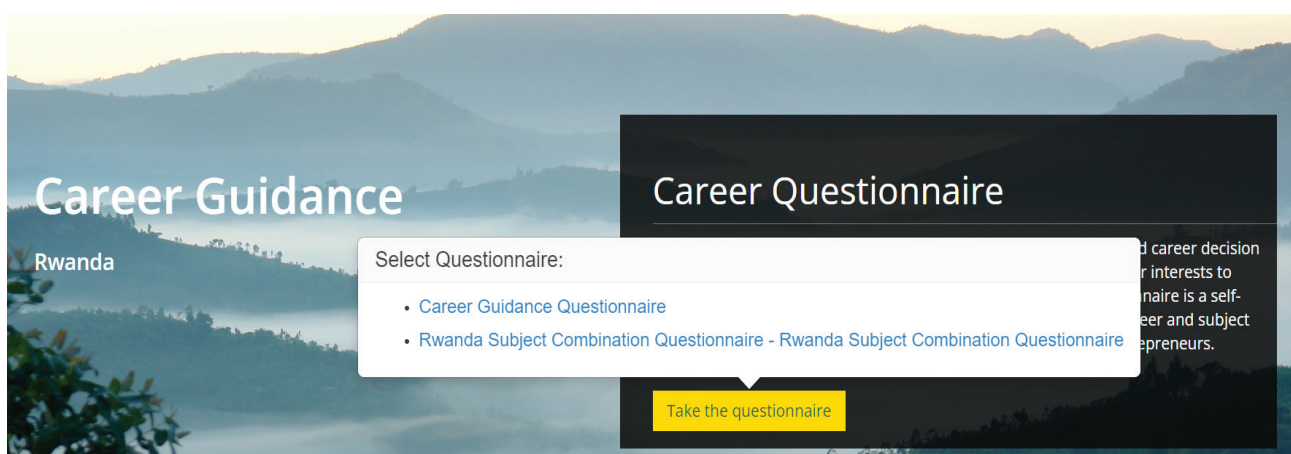 Career Guidance
Rwanda
Career Questionnaire
d career decision
r interests to
nnaire is a self-
eer and subject
epreneurs.
Select Questionnaire:
• Career Guidance Questionnaire
• Rwanda Subject Combination Questionnaire - Rwanda Subject Combination Questionnaire
Take the questionnaire